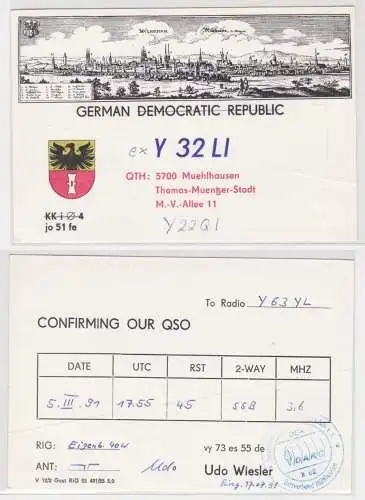 GERMAN DEMOCRATIC REPUBLIC
ex Y 32 LI
QTH: 5700 Muehlhausen
Thomas-Muentzer-Stadt
M.-V.-Allee 11
Y22QI
KK i Ø 4
jo 51 fe
To Radio Y63YL
CONFIRMING OUR QSO
DATE UTC RST 2-WAY MHZ
5. III. 91 17.55 45 SSB 3,6
RIG: Eigenb. 40W vy 73 es 55 de
ANT: Udo Udo Wiesler